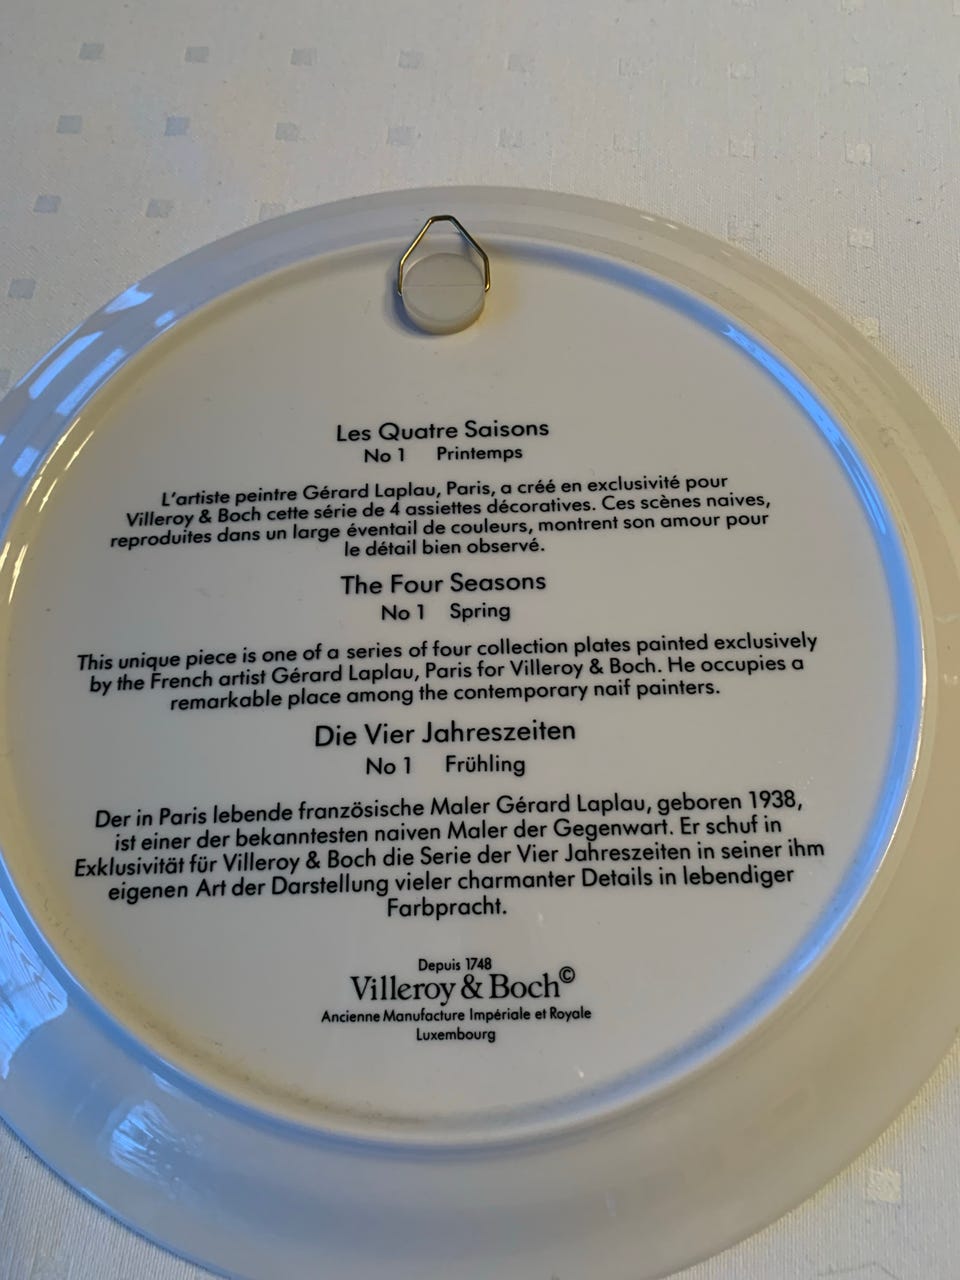 Les Quatre Saisons
No 1 Printemps
L'artiste peintre Gérard Laplau, Paris, a créé en exclusivité pour
Villeroy & Boch cette série de 4 assiettes décoratives. Ces scènes naives,
reproduites dans un large éventail de couleurs, montrent son amour pour
le détail bien observé.
The Four Seasons
No 1 Spring
This unique piece is one of a series of four collection plates painted exclusively
by the French artist Gérard Laplau, Paris for Villeroy & Boch. He occupies a
remarkable place among the contemporary naif painters.
Die Vier Jahreszeiten
No 1 Frühling
Der in Paris lebende französische Maler Gérard Laplau, geboren 1938,
ist einer der bekanntesten naiven Maler der Gegenwart. Er schuf in
Exklusivität für Villeroy & Boch die Serie der Vier Jahreszeiten in seiner ihm
eigenen Art der Darstellung vieler charmanter Details in lebendiger
Farbpracht.
Depuis 1748
Villeroy & Boch©
Ancienne Manufacture Impériale et Royale
Luxembourg